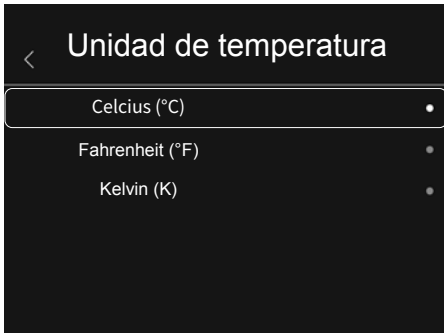 Unidad de temperatura
Celcius (°C)
Fahrenheit (°F)
Kelvin (K)